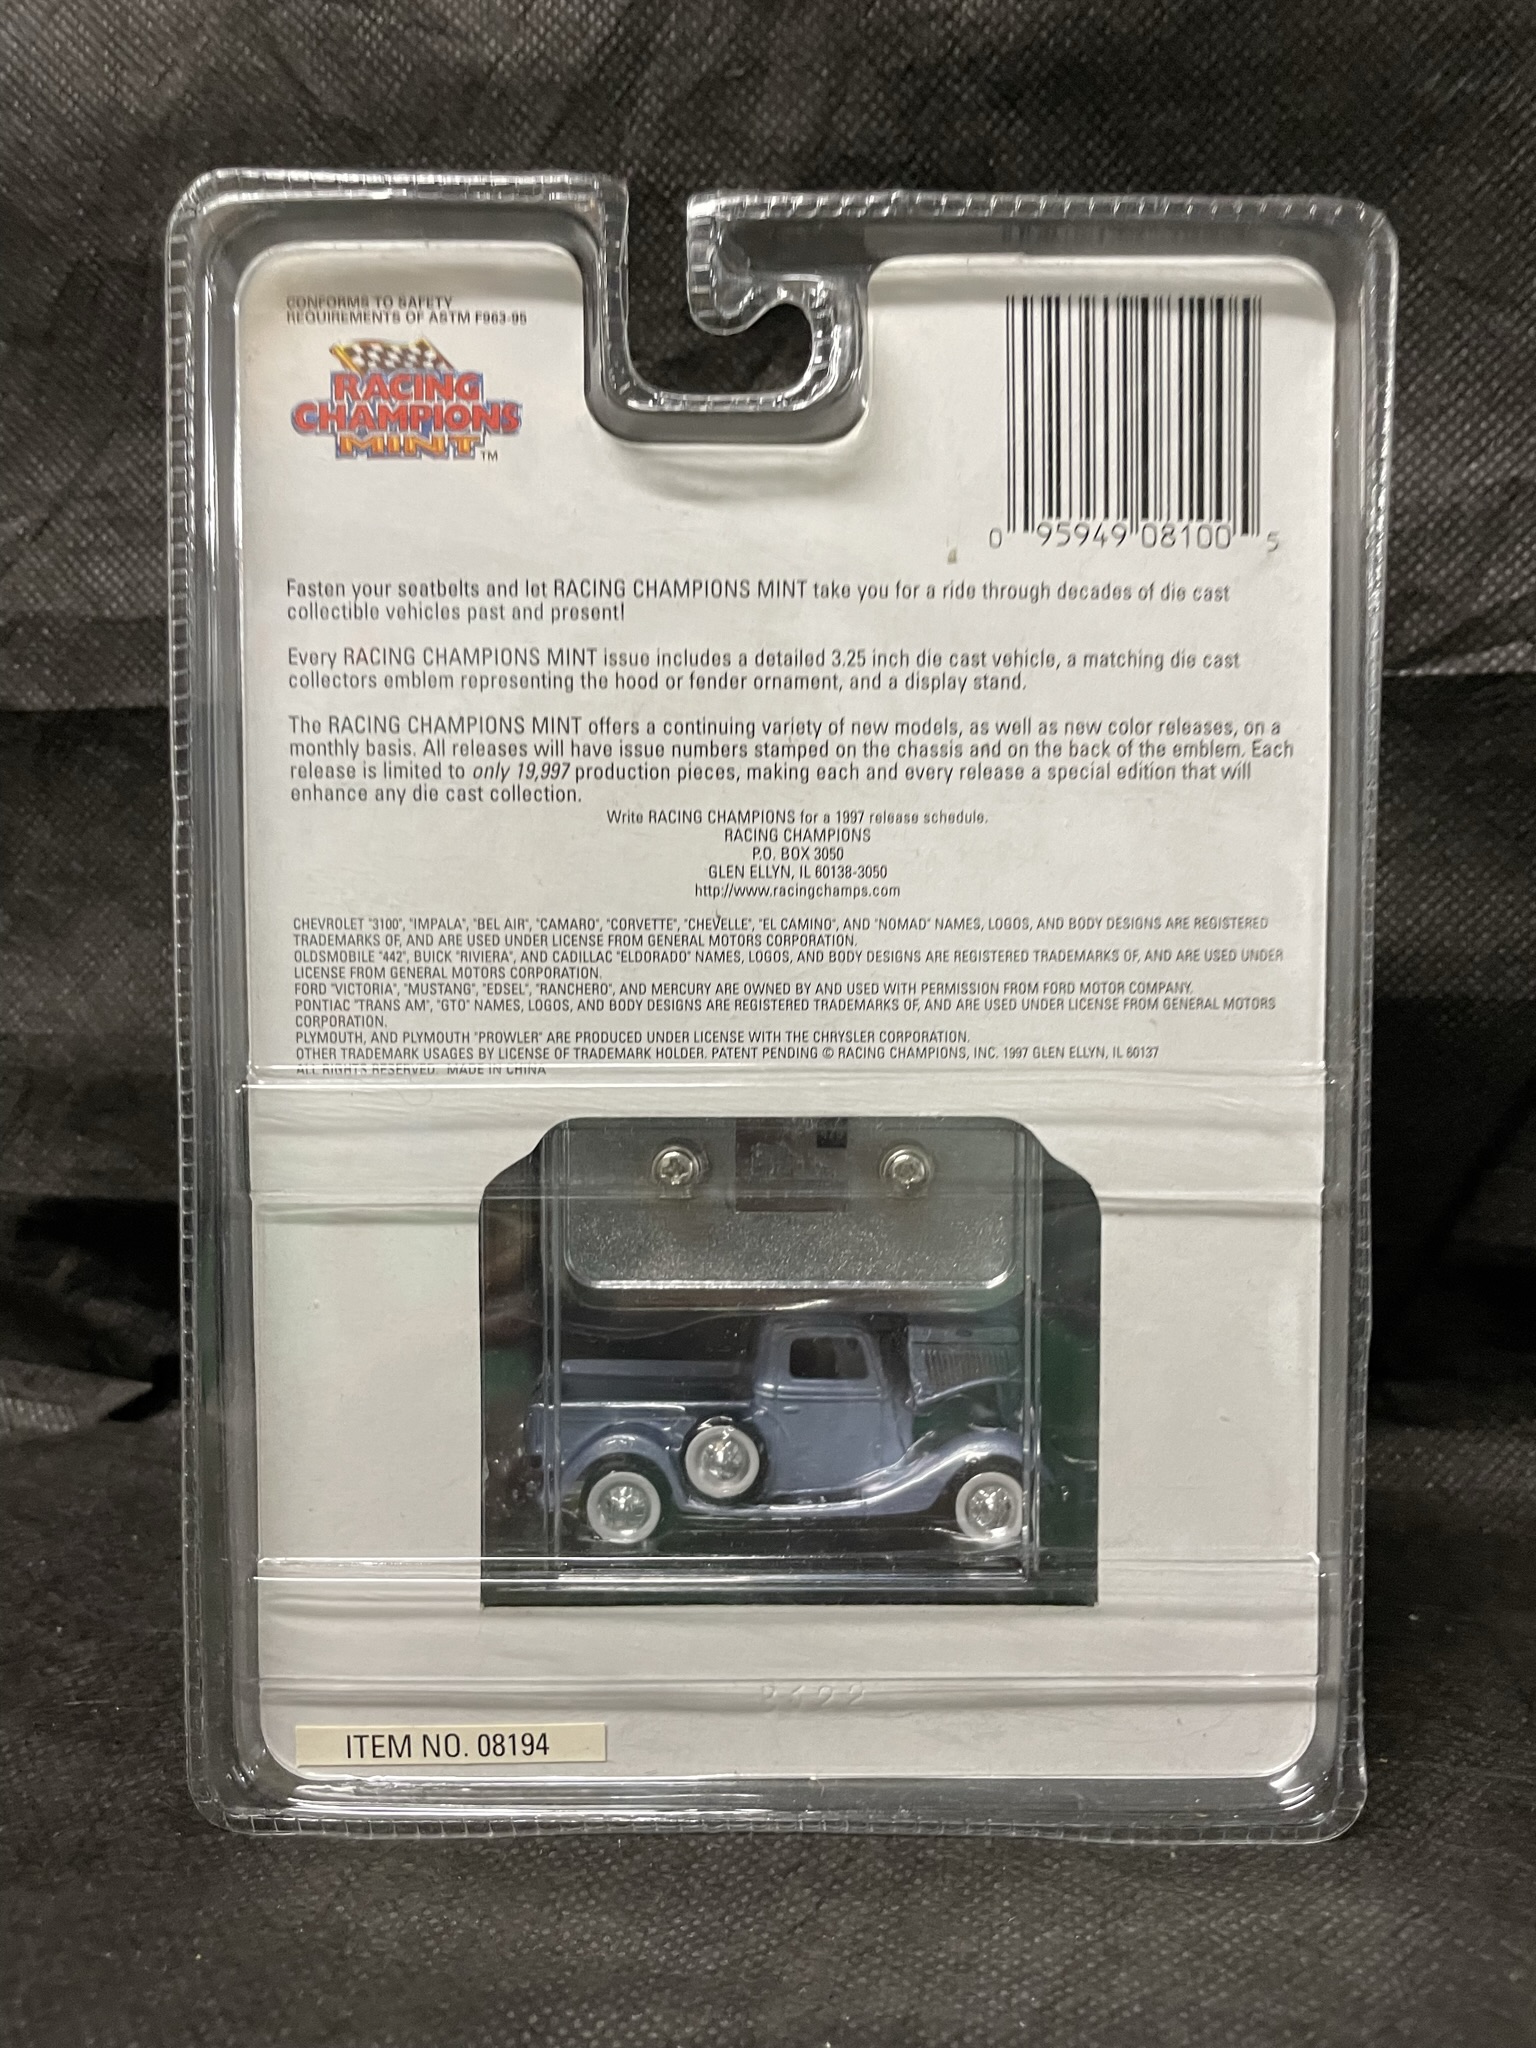 CONFORMS TO SAFETY
REQUIREMENTS OF ASTM F963-95
RACING
CHAMPIONS
MINT™
0 95949 08100 5
Fasten your seatbelts and let RACING CHAMPIONS MINT take you for a ride through decades of die cast
collectible vehicles past and present!
Every RACING CHAMPIONS MINT issue includes a detailed 3.25 inch die cast vehicle, a matching die cast
collectors emblem representing the hood or fender ornament, and a display stand.
The RACING CHAMPIONS MINT offers a continuing variety of new models, as well as new color releases, on a
monthly basis. All releases will have issue numbers stamped on the chassis and on the back of the emblem. Each
release is limited to only 19,997 production pieces, making each and every release a special edition that will
enhance any die cast collection.
Write RACING CHAMPIONS for a 1997 release schedule.
RACING CHAMPIONS
P.O. BOX 3050
GLEN ELLYN, IL 60138-3050
http://www.racingchamps.com
CHEVROLET "3100", "IMPALA", "BEL AIR", "CAMARO", "CORVETTE", "CHEVELLE", "EL CAMINO", AND "NOMAD" NAMES, LOGOS, AND BODY DESIGNS ARE REGISTERED
TRADEMARKS OF, AND ARE USED UNDER LICENSE FROM GENERAL MOTORS CORPORATION.
OLDSMOBILE "442", BUICK "RIVIERA", AND CADILLAC "ELDORADO" NAMES, LOGOS, AND BODY DESIGNS ARE REGISTERED TRADEMARKS OF, AND ARE USED UNDER
LICENSE FROM GENERAL MOTORS CORPORATION.
FORD "VICTORIA", "MUSTANG", "EDSEL", "RANCHERO", AND MERCURY ARE OWNED BY AND USED WITH PERMISSION FROM FORD MOTOR COMPANY.
PONTIAC "TRANS AM", "GTO" NAMES, LOGOS, AND BODY DESIGNS ARE REGISTERED TRADEMARKS OF, AND ARE USED UNDER LICENSE FROM GENERAL MOTORS
CORPORATION.
PLYMOUTH, AND PLYMOUTH "PROWLER" ARE PRODUCED UNDER LICENSE WITH THE CHRYSLER CORPORATION.
OTHER TRADEMARK USAGES BY LICENSE OF TRADEMARK HOLDER. PATENT PENDING © RACING CHAMPIONS, INC. 1997 GLEN ELLYN, IL 60137
ALL RIGHTS RESERVED. MADE IN CHINA
ITEM NO. 08194